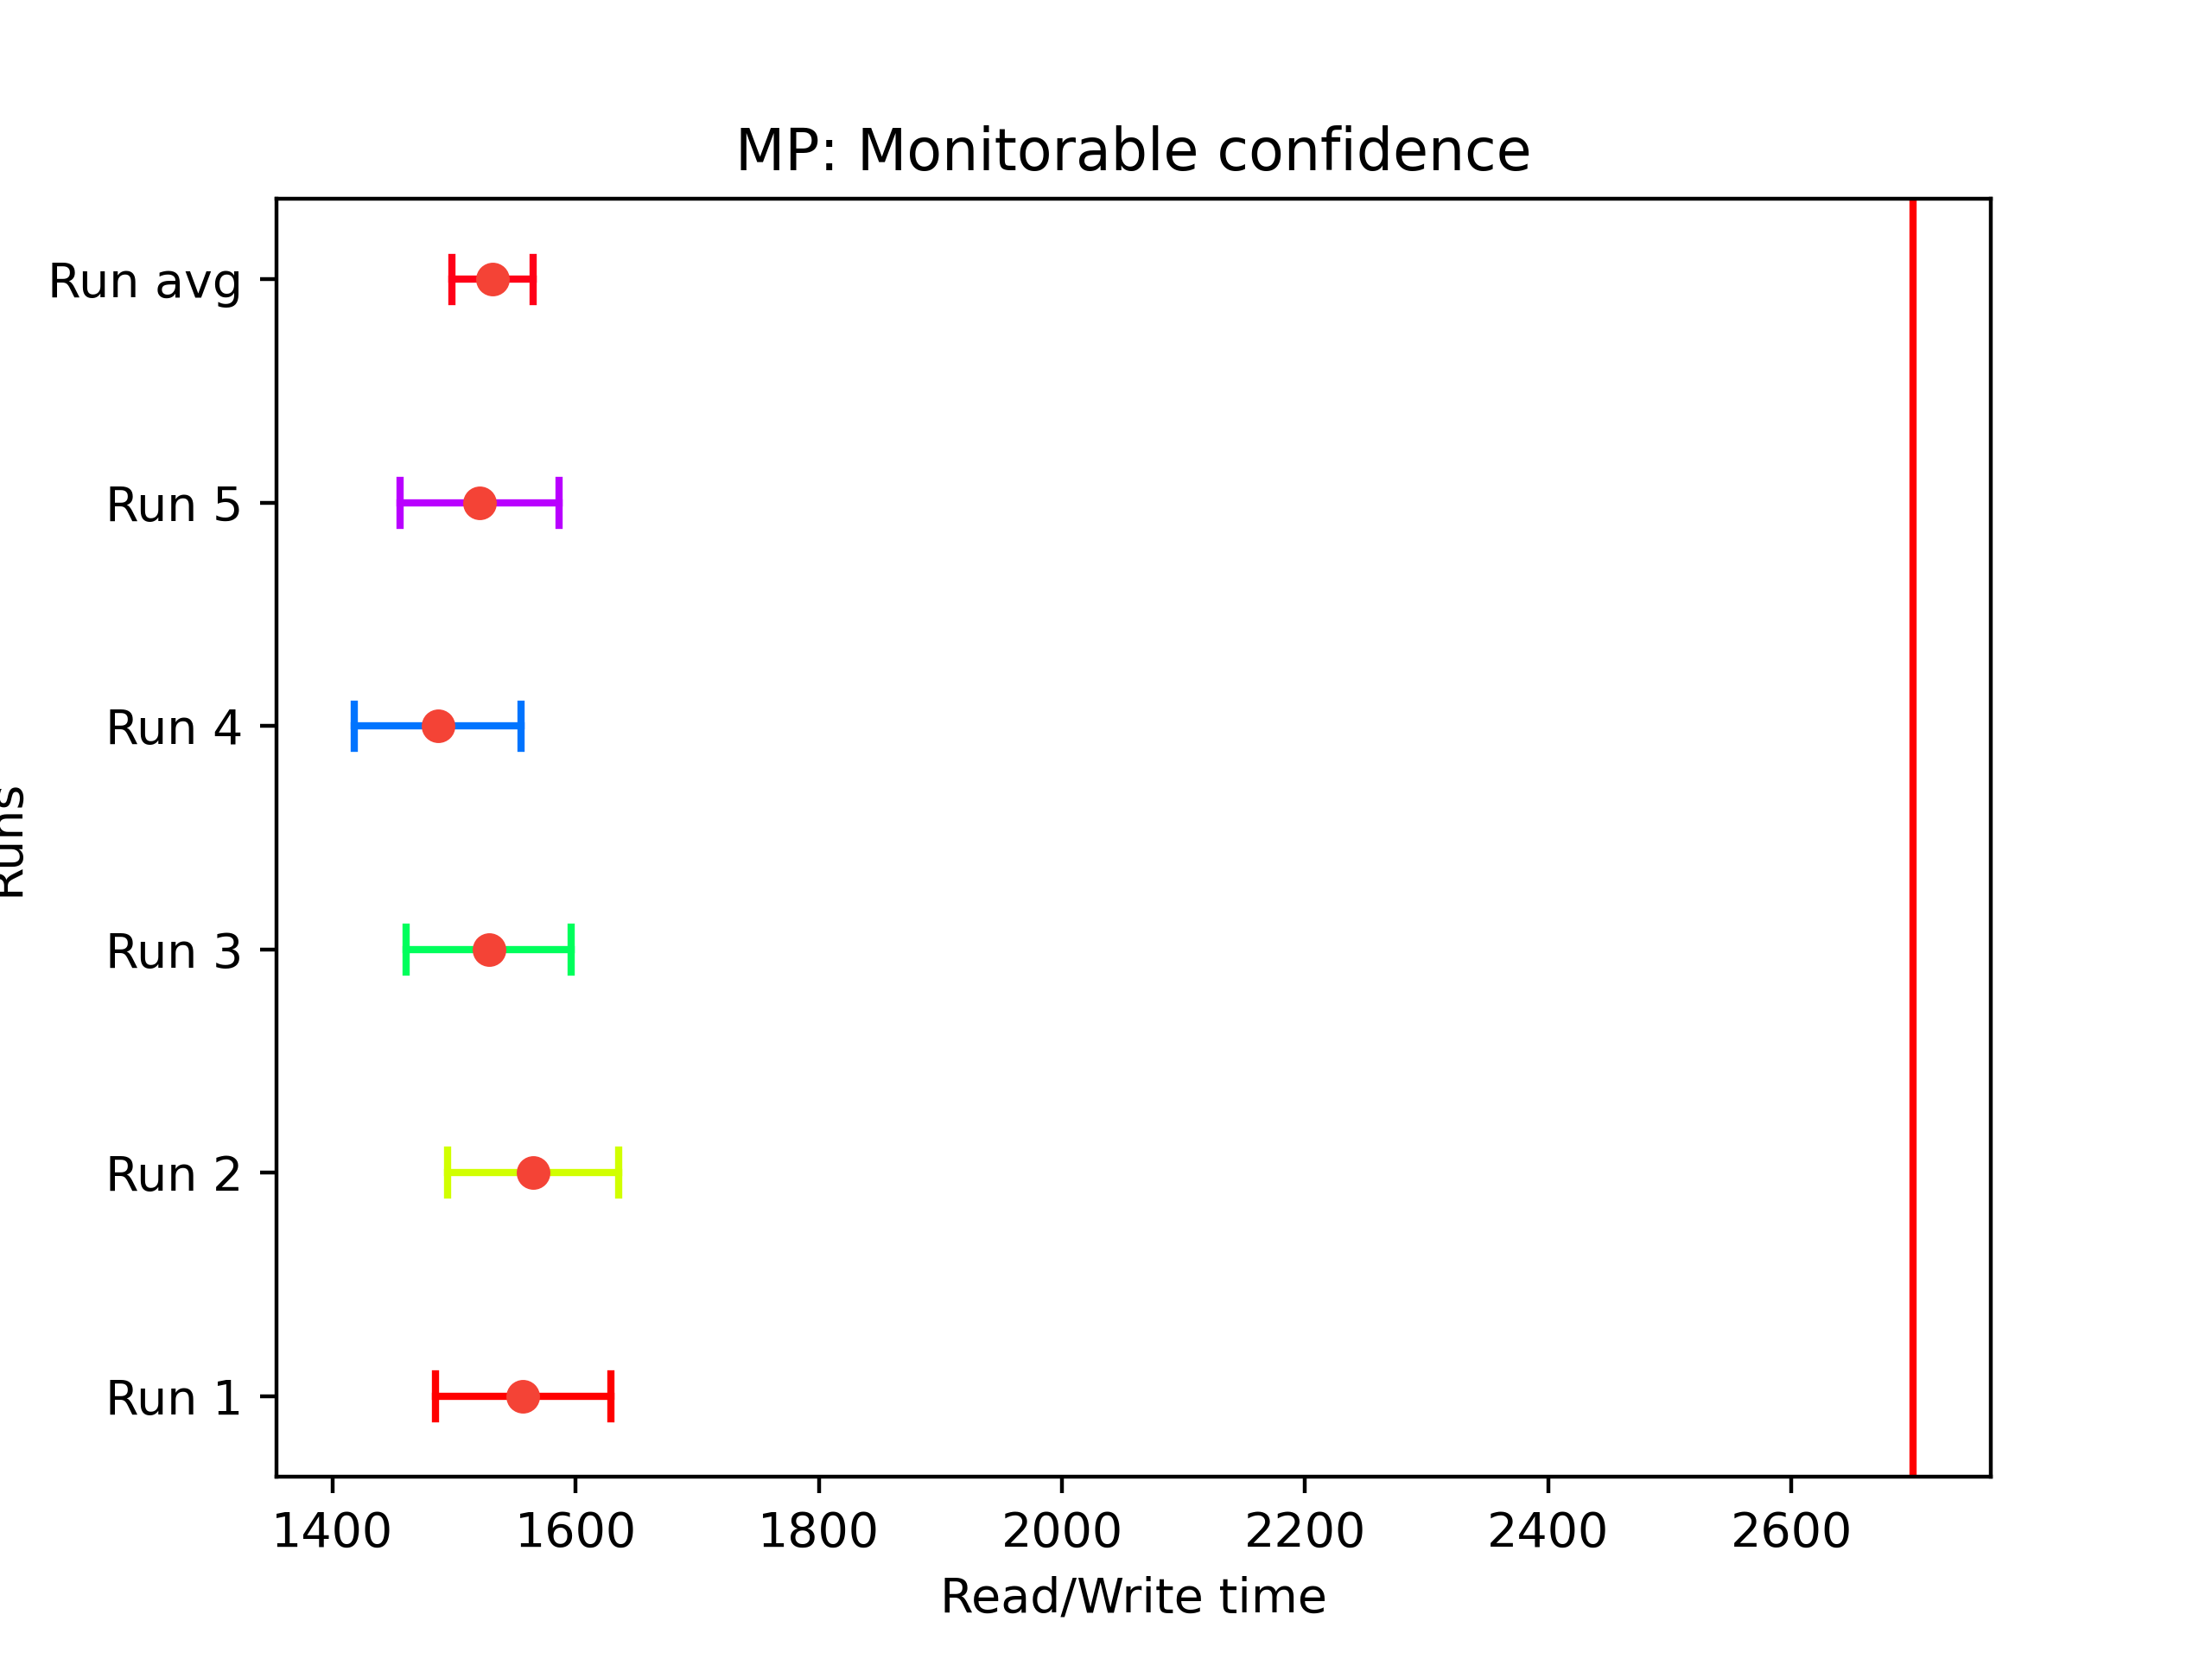 MP: Monitorable confidence
Run avg
Run 5
Run 4
Runs
Run 3
Run 2
Run 1
1400 1600 1800 2000 2200 2400 2600
Read/Write time